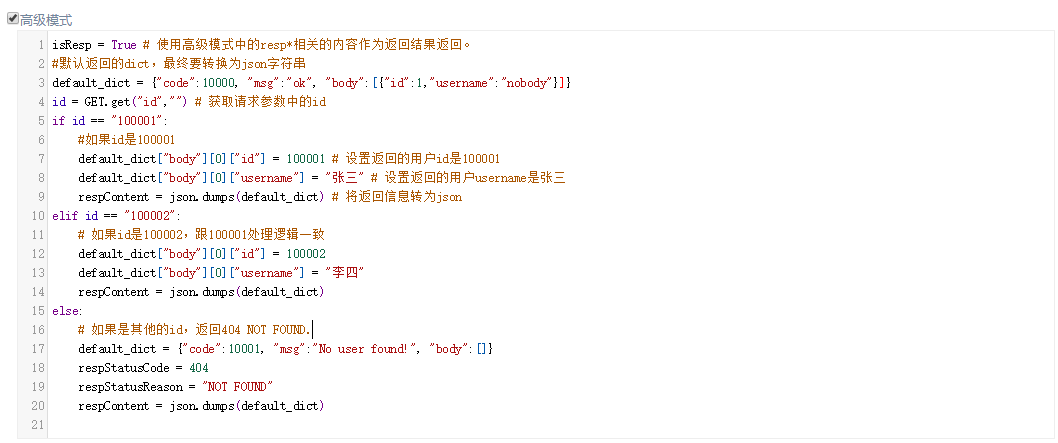 高级模式
1 isResp = True # 使用高级模式中的resp*相关的内容作为返回结果返回。
2 #默认返回的dict，最终要转换为json字符串
3 default_dict = {"code":10000, "msg":"ok", "body":[{"id":1,"username":"nobody"}]}
4 id = GET.get("id","") # 获取请求参数中的id
5 if id == "100001":
6     #如果id是100001
7     default_dict["body"][0]["id"] = 100001 # 设置返回的用户id是100001
8     default_dict["body"][0]["username"] = "张三" # 设置返回的用户username是张三
9     respContent = json.dumps(default_dict) # 将返回信息转为json
10 elif id == "100002":
11     # 如果id是100002，跟100001处理逻辑一致
12     default_dict["body"][0]["id"] = 100002
13     default_dict["body"][0]["username"] = "李四"
14     respContent = json.dumps(default_dict)
15 else:
16     # 如果是其他的id，返回404 NOT FOUND.
17     default_dict = {"code":10001, "msg":"No user found!", "body":[]}
18     respStatusCode = 404
19     respStatusReason = "NOT FOUND"
20     respContent = json.dumps(default_dict)
21